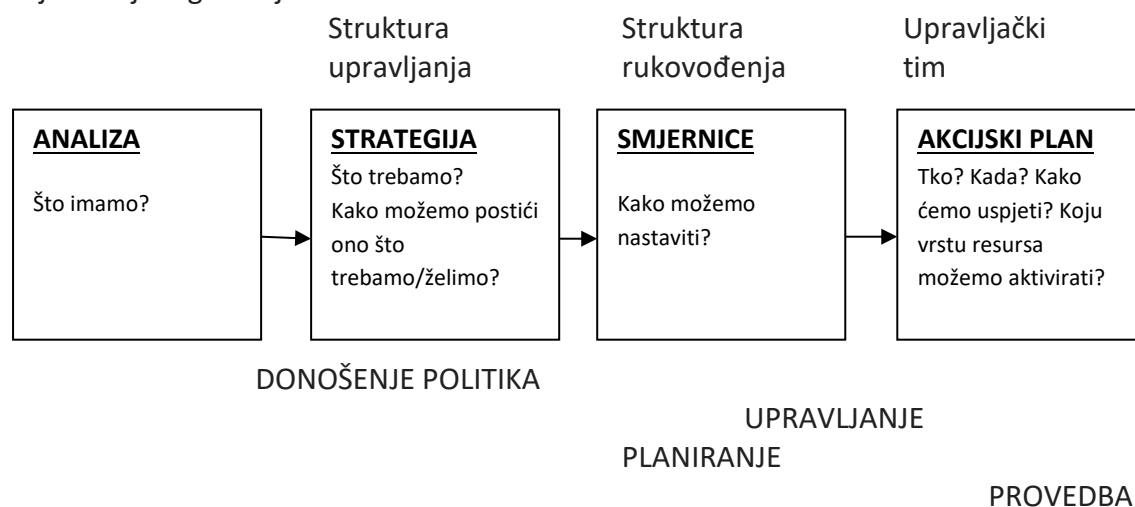 Struktura
upravljanja
Struktura
rukovođenja
Upravljački
tim
ANALIZA
Što imamo?
STRATEGIJA
Što trebamo?
Kako možemo postići
ono što
trebamo/želimo?
SMJERNICE
Kako možemo
nastaviti?
AKCIJSKI PLAN
Tko? Kada? Kako
ćemo uspjeti? Koju
vrstu resursa
možemo aktivirati?
DONOŠENJE POLITIKA
UPRAVLJANJE
PLANIRANJE
PROVEDBA